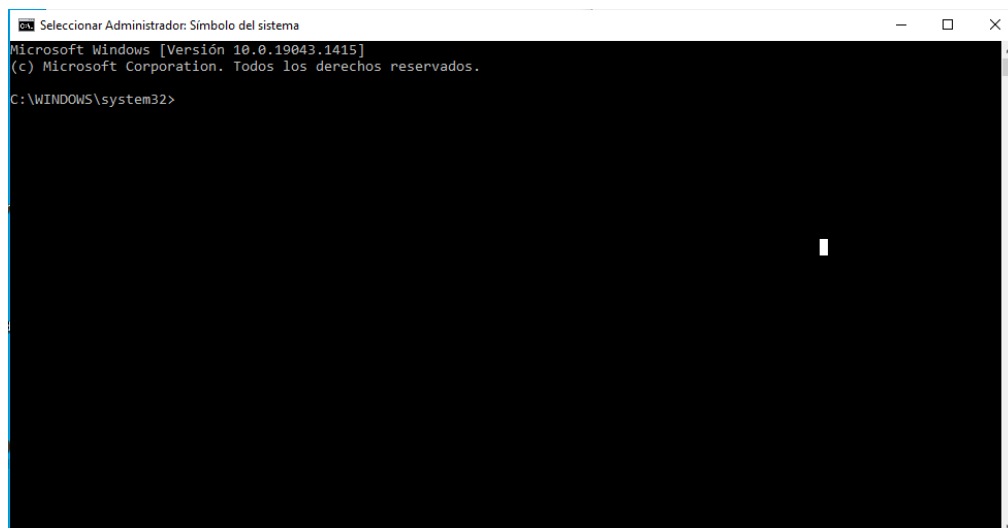 Seleccionar Administrador: Símbolo del sistema
Microsoft Windows [Versión 10.0.19043.1415]
(c) Microsoft Corporation. Todos los derechos reservados.
C:\WINDOWS\system32>